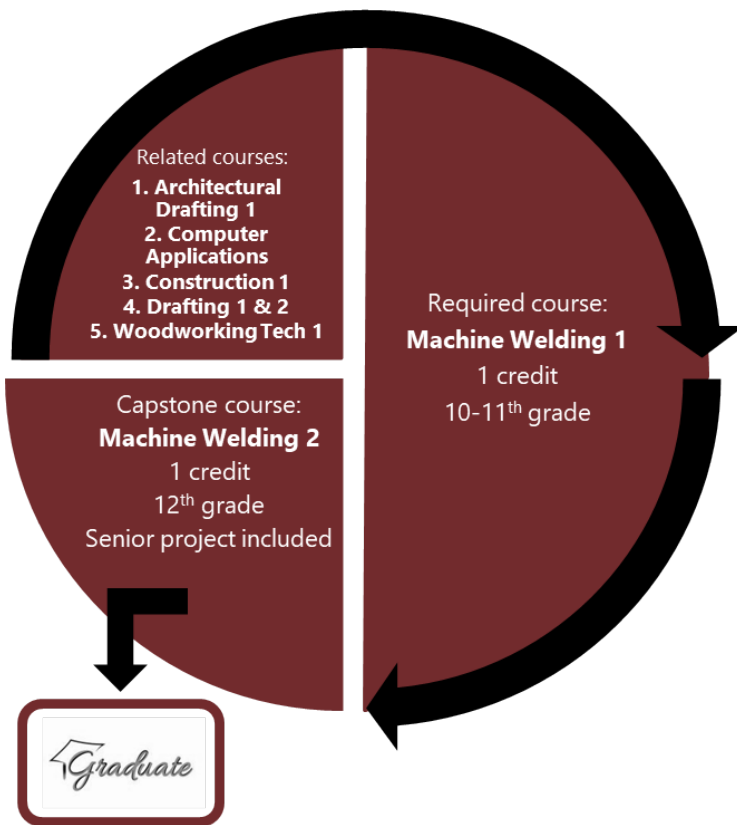 Related courses:
1. Architectural
Drafting 1
2. Computer
Applications
3. Construction 1
4. Drafting 1 & 2
5. Woodworking Tech 1
Required course:
Machine Welding 1
1 credit
10-11th grade
Capstone course:
Machine Welding 2
1 credit
12th grade
Senior project included
Graduate